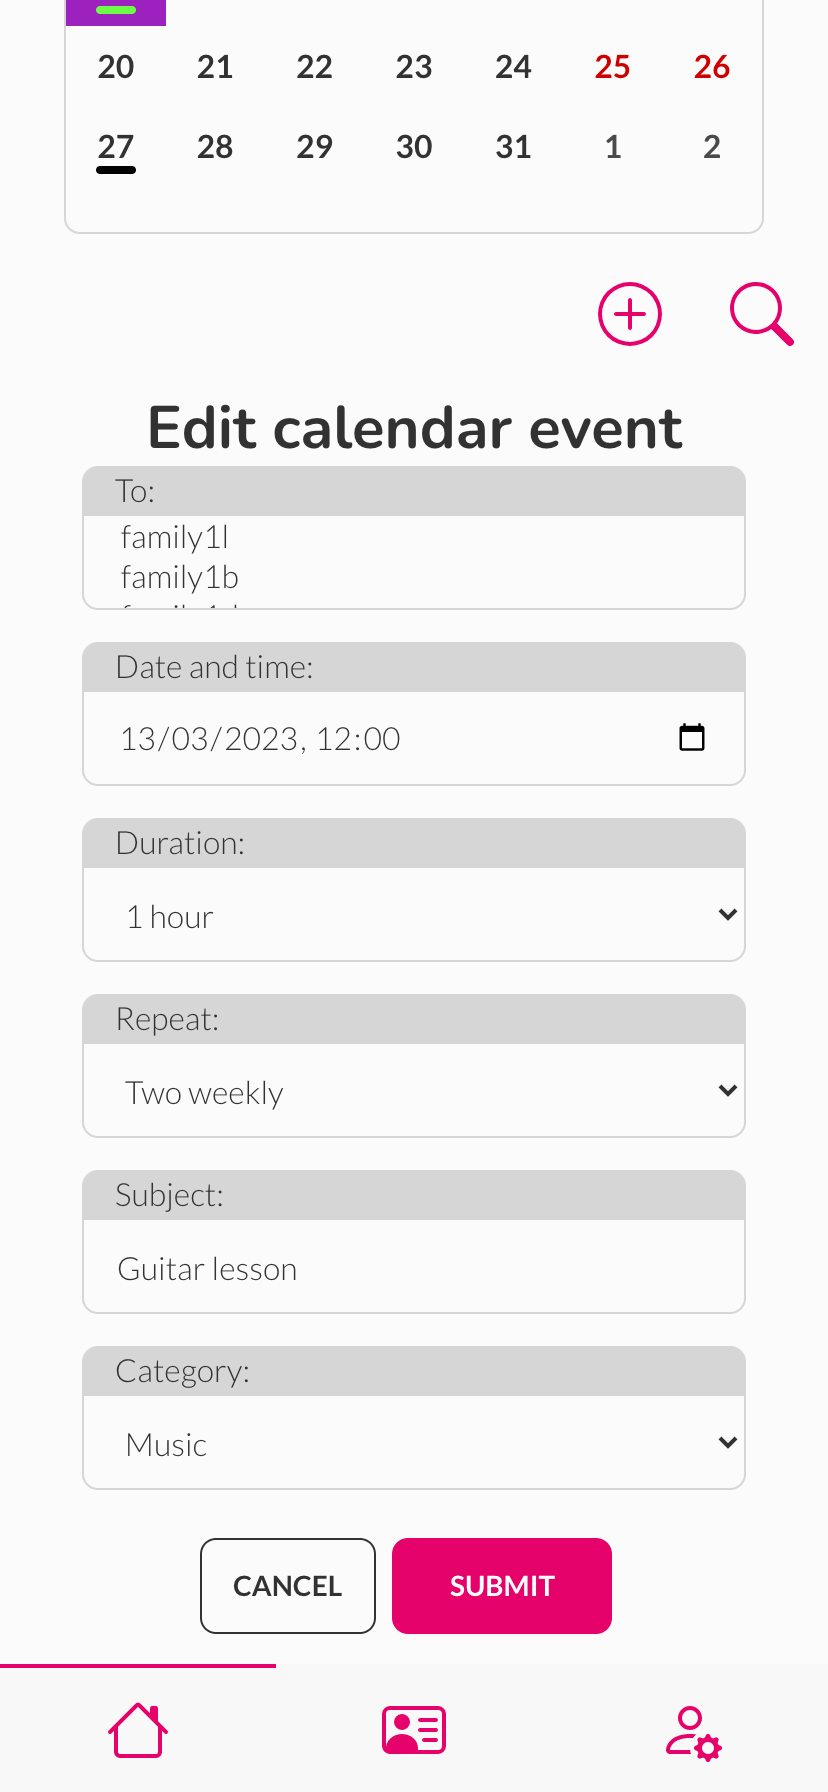 20 21 22 23 24 25 26
27 28 29 30 31 1 2
Edit calendar event
To:
family1l
family1b
Date and time:
13/03/2023, 12:00
Duration:
1 hour
Repeat:
Two weekly
Subject:
Guitar lesson
Category:
Music
CANCEL SUBMIT